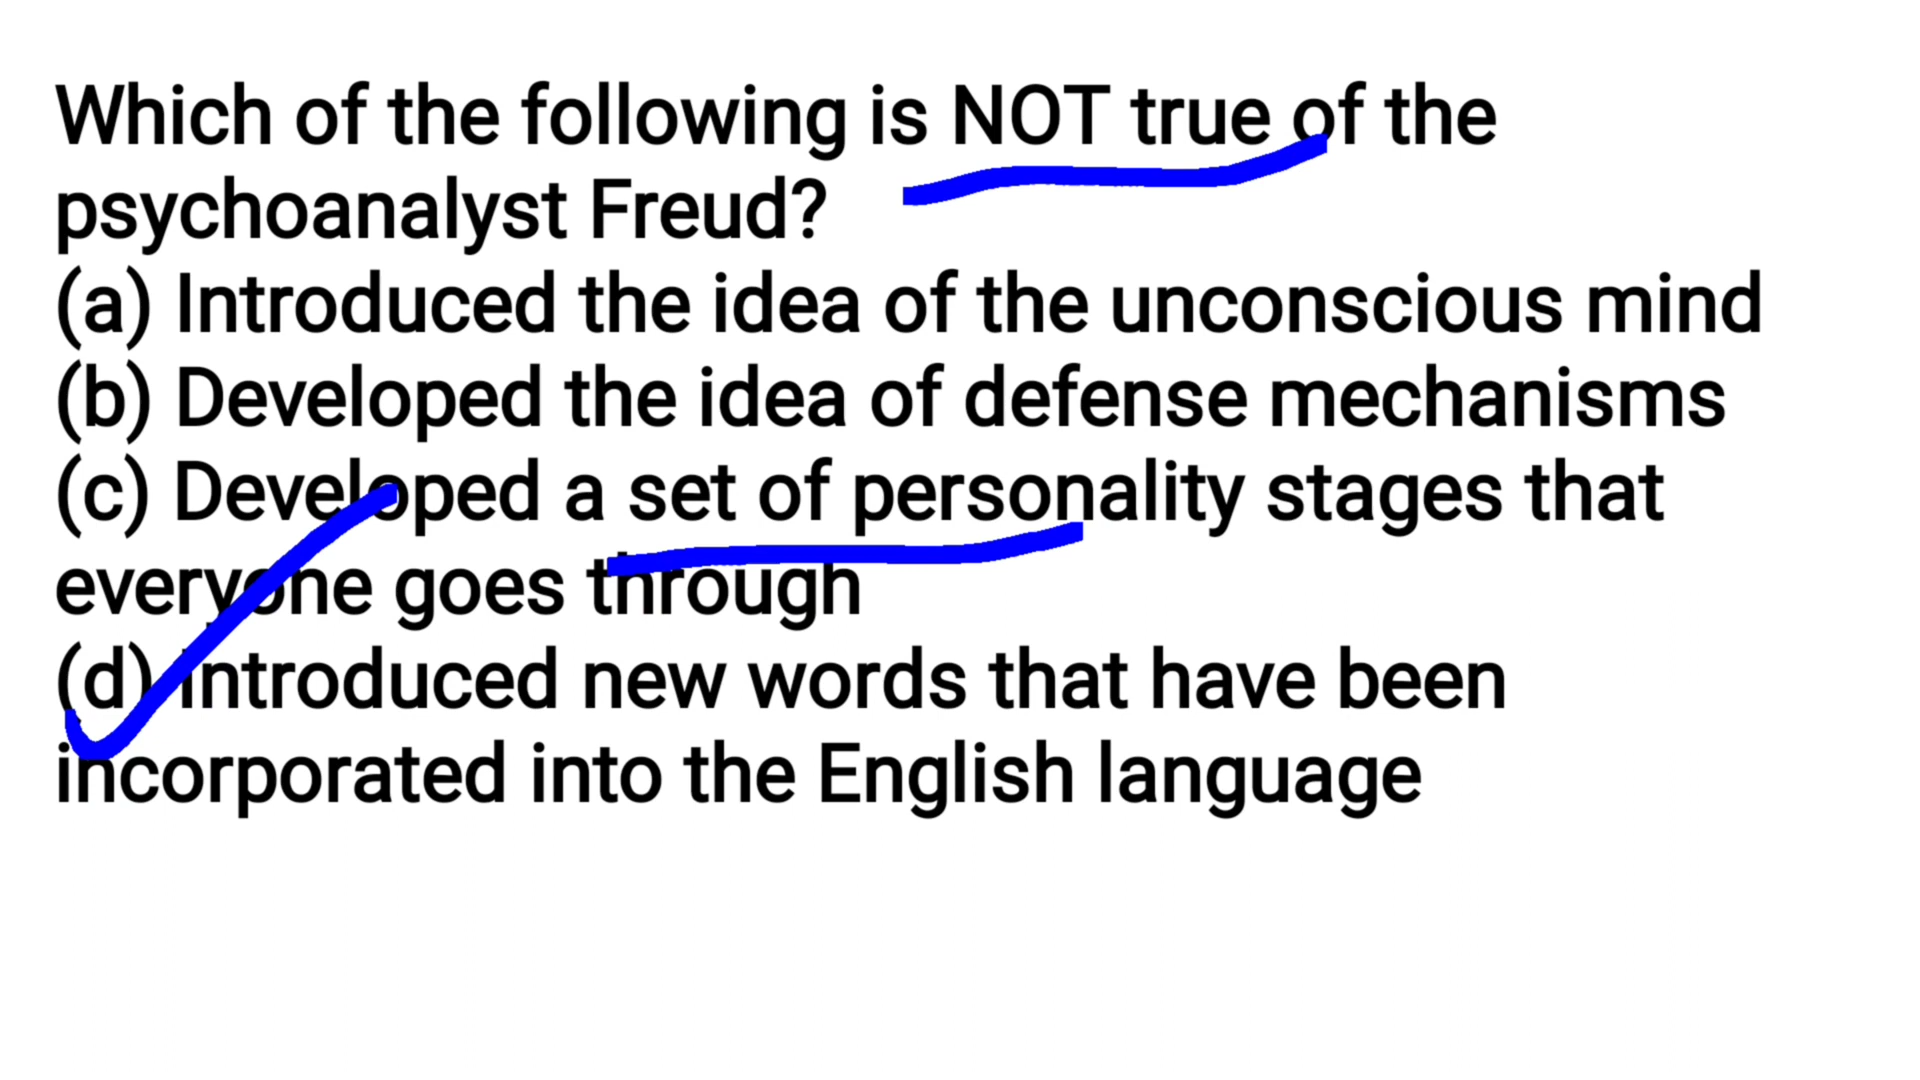 Which of the following is NOT true of the
psychoanalyst Freud?
(a) Introduced the idea of the unconscious mind
(b) Developed the idea of defense mechanisms
(c) Developed a set of personality stages that
everyone goes through
(d) Introduced new words that have been
incorporated into the English language